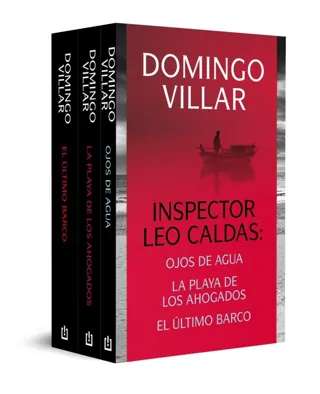 DOMINGO VILLAR
EL ÚLTIMO BARCO
DOMINGO VILLAR
LA PLAYA DE LOS AHOGADOS
DOMINGO VILLAR
OJOS DE AGUA
DOMINGO
VILLAR
INSPECTOR
LEO CALDAS:
OJOS DE AGUA
LA PLAYA DE
LOS AHOGADOS
EL ÚLTIMO BARCO